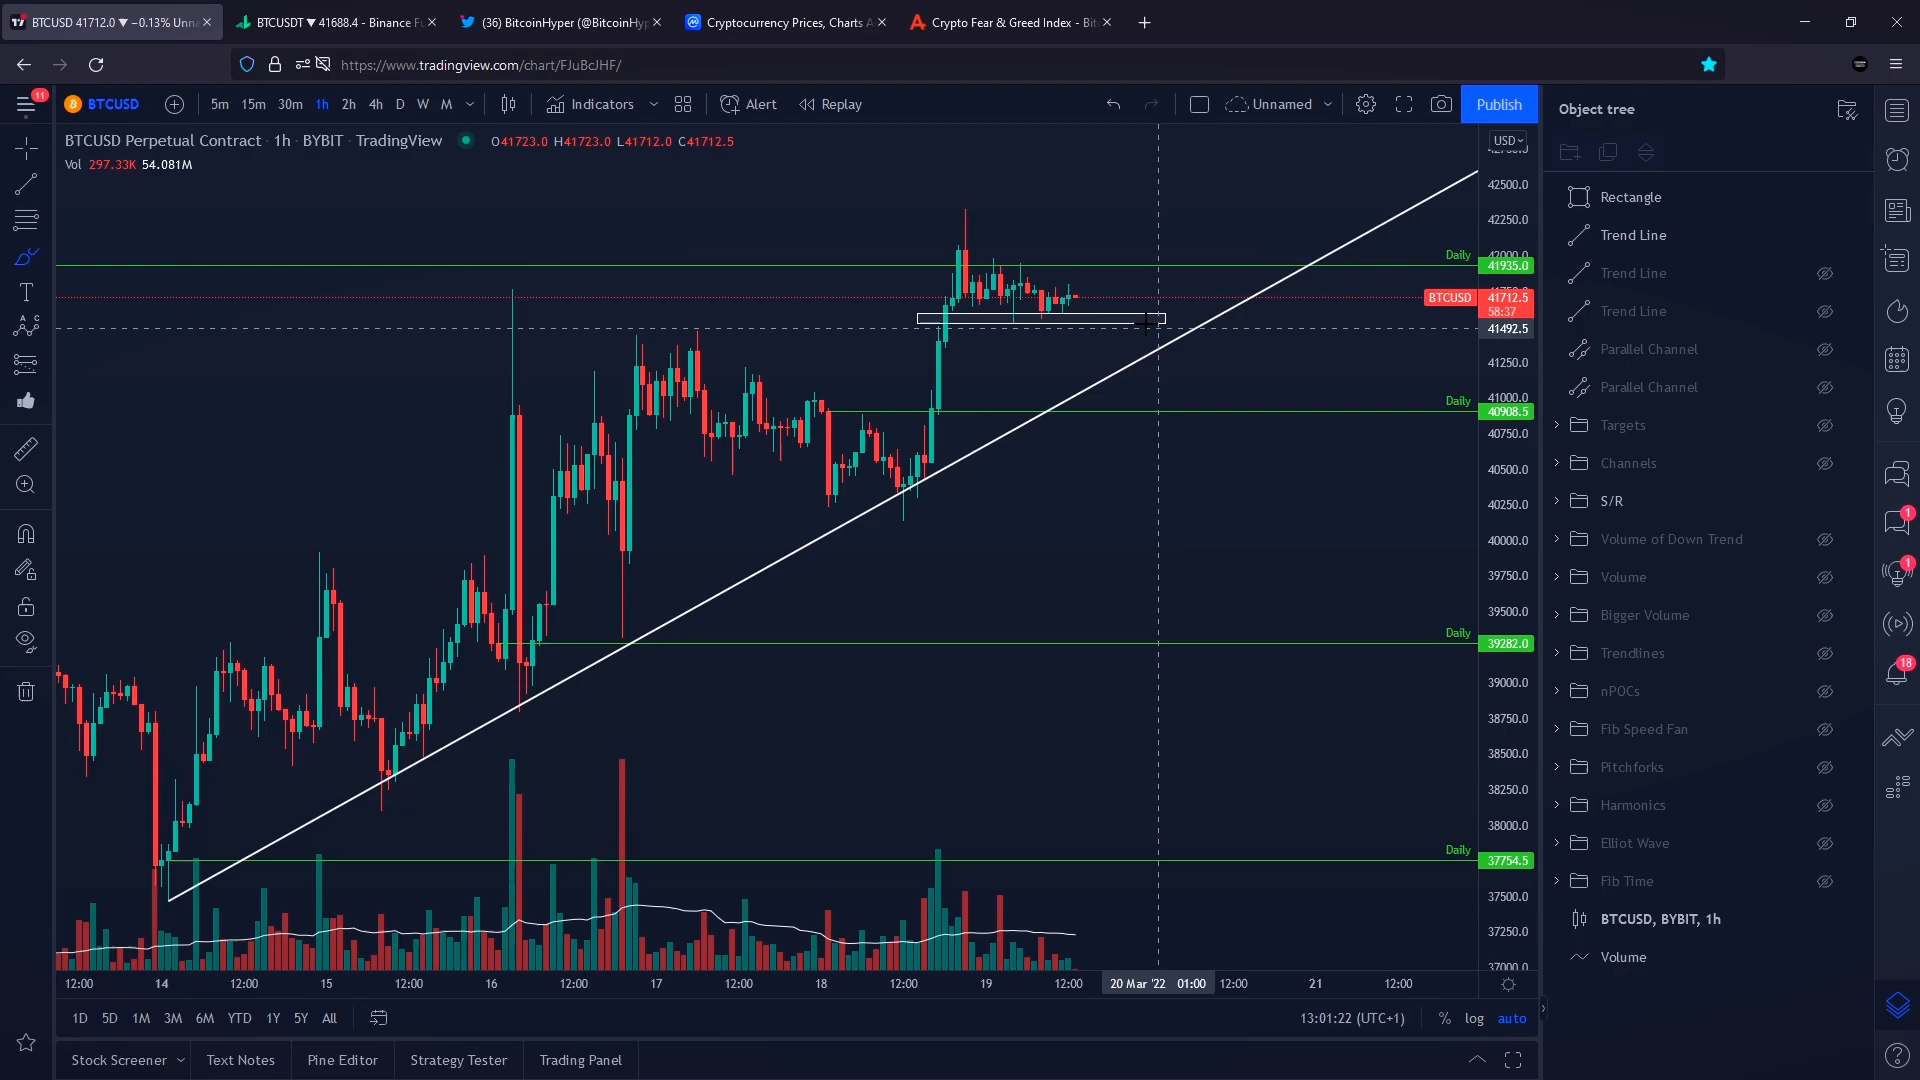 BTCUSD 41712.0 ▼ −0.13% Unna
BTCUSDT ▼ 41688.4 - Binance F
(36) BitcoinHyper (@BitcoinHyp
Cryptocurrency Prices, Charts A
Crypto Fear & Greed Index - Bit
https://www.tradingview.com/chart/FJuBcJHF/
11
BTCUSD
5m 15m 30m 1h 2h 4h D W M
Indicators
Alert
Replay
Unnamed
Publish
BTCUSD Perpetual Contract · 1h · BYBIT · TradingView
O41723.0 H41723.0 L41712.0 C41712.5
Vol 297.33K 54.081M
USD
42500.0
42250.0
42000.0
Daily 41935.0
BTCUSD 41712.5
58:37
41492.5
41250.0
41000.0
Daily 40908.5
40750.0
40500.0
40250.0
40000.0
39750.0
39500.0
Daily 39282.0
39000.0
38750.0
38500.0
38250.0
38000.0
Daily 37754.5
37500.0
37250.0
37000.0
12:00 14 12:00 15 12:00 16 12:00 17 12:00 18 12:00 19 12:00 20 Mar '22 01:00 12:00 21 12:00
1D 5D 1M 3M 6M YTD 1Y 5Y All
13:01:22 (UTC+1) % log auto
Stock Screener Text Notes Pine Editor Strategy Tester Trading Panel
Object tree
Rectangle
Trend Line
Trend Line
Trend Line
Parallel Channel
Parallel Channel
Targets
Channels
S/R
Volume of Down Trend
Volume
Bigger Volume
Trendlines
nPOCs
Fib Speed Fan
Pitchforks
Harmonics
Elliot Wave
Fib Time
BTCUSD, BYBIT, 1h
Volume
1
1
18